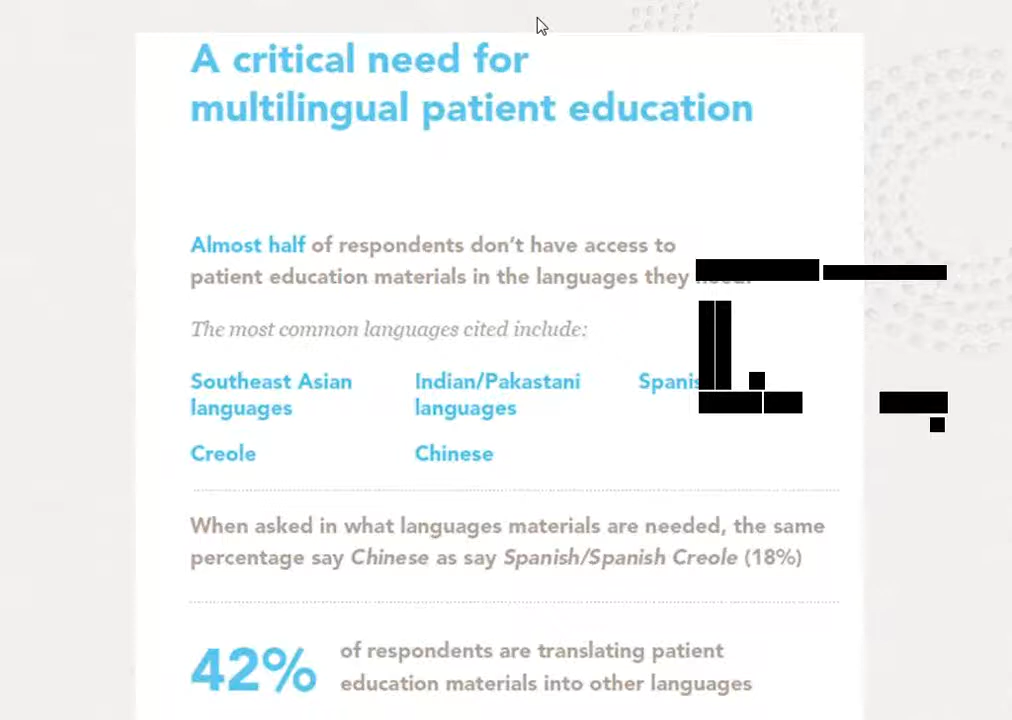 A critical need for
multilingual patient education
Almost half of respondents don't have access to
patient education materials in the languages they
The most common languages cited include:
Southeast Asian languages
Indian/Pakastani languages
Creole
Chinese
When asked in what languages materials are needed, the same
percentage say Chinese as say Spanish/Spanish Creole (18%)
42%
of respondents are translating patient
education materials into other languages